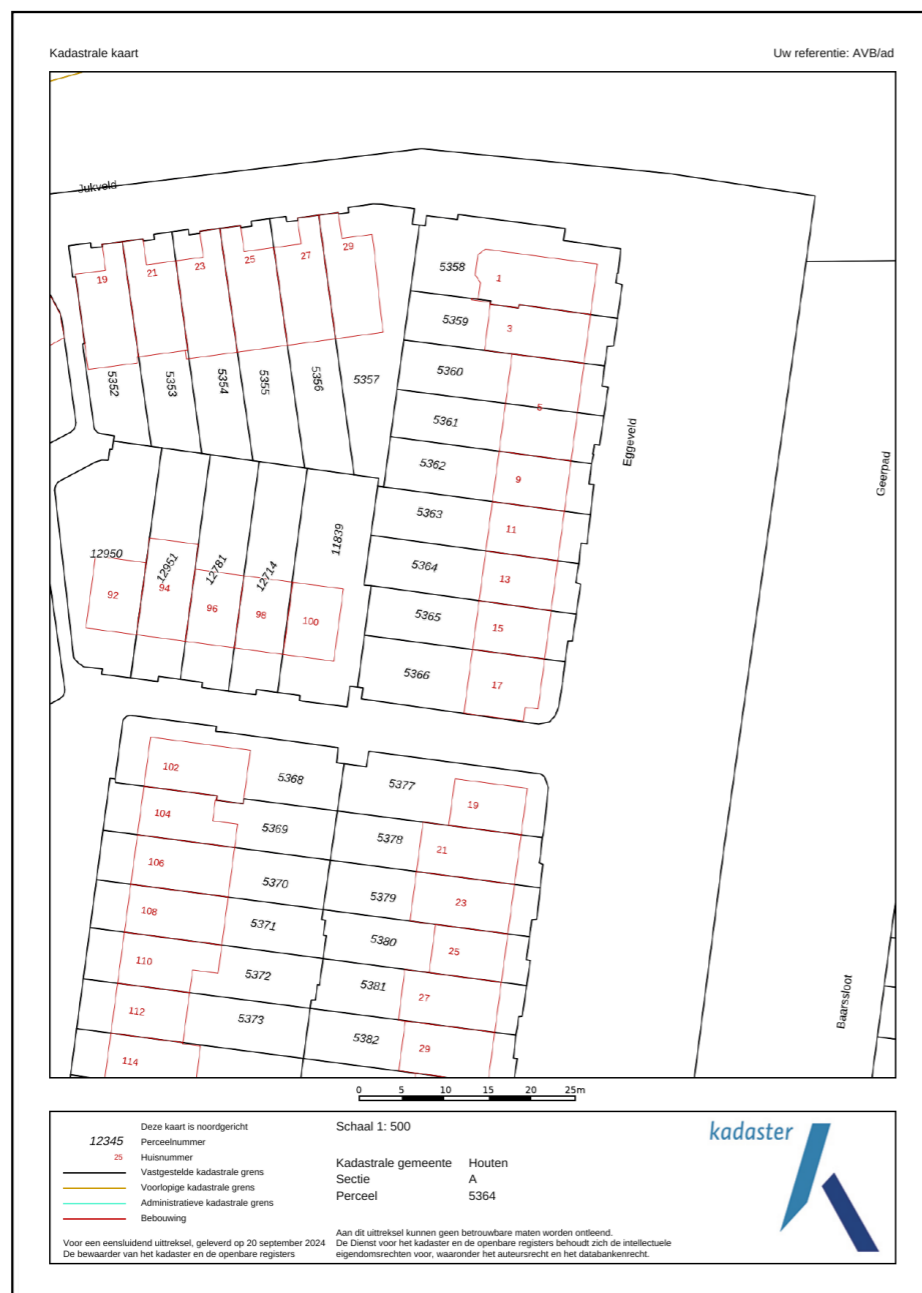 Kadastrale kaart
Uw referentie: AVB/ad
Jukveld
19
21
23
25
27
29
5352
5353
5354
5355
5356
5357
5358
1
5359
3
5360
5
5361
5362
9
5363
11
5364
13
5365
15
5366
17
Eggeveld
Geerpad
12950
12951
12781
12714
11839
92
94
96
98
100
102
5368
5377
19
104
5369
5378
21
106
5370
5379
23
108
5371
5380
25
110
5372
5381
27
112
5373
5382
29
114
Baarssloot
0 5 10 15 20 25m
Deze kaart is noordgericht
12345 Perceelnummer
25 Huisnummer
Vastgestelde kadastrale grens
Voorlopige kadastrale grens
Administratieve kadastrale grens
Bebouwing
Voor een eensluidend uittreksel, geleverd op 20 september 2024
De bewaarder van het kadaster en de openbare registers
Schaal 1: 500
Kadastrale gemeente Houten
Sectie A
Perceel 5364
Aan dit uittreksel kunnen geen betrouwbare maten worden ontleend.
De Dienst voor het kadaster en de openbare registers behoudt zich de intellectuele
eigendomsrechten voor, waaronder het auteursrecht en het databankenrecht.
kadaster